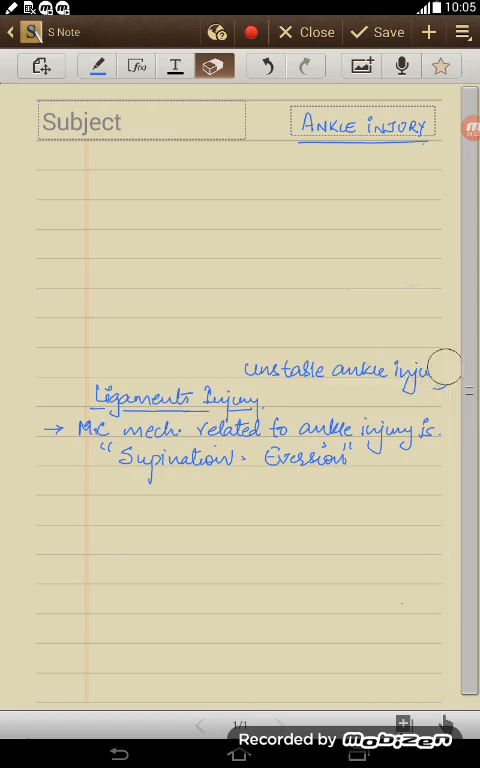 10:05
S Note
Close
Save
Subject
ANKLE INJURY
unstable ankle inju
Ligaments Injury.
→ M.C mech. related to ankle injury is.
"Supination. Eversion"
1/1
Recorded by mobizen